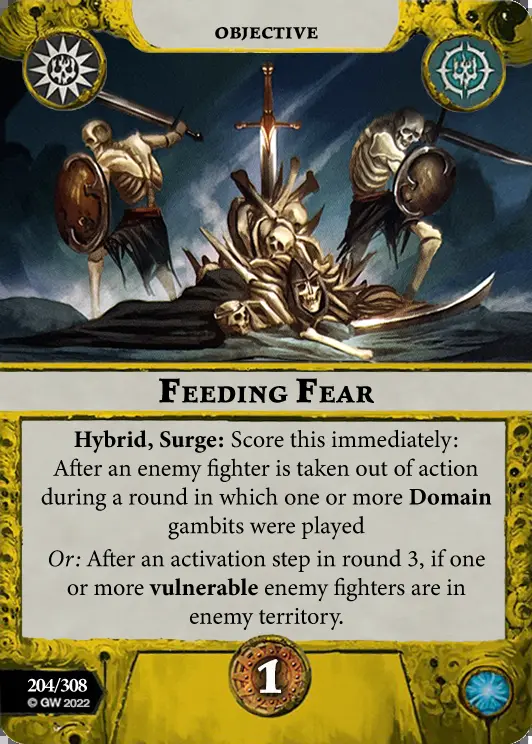 OBJECTIVE
FEEDING FEAR
Hybrid, Surge: Score this immediately:
After an enemy fighter is taken out of action
during a round in which one or more Domain
gambits were played
Or: After an activation step in round 3, if one
or more vulnerable enemy fighters are in
enemy territory.
1
204/308
© GW 2022